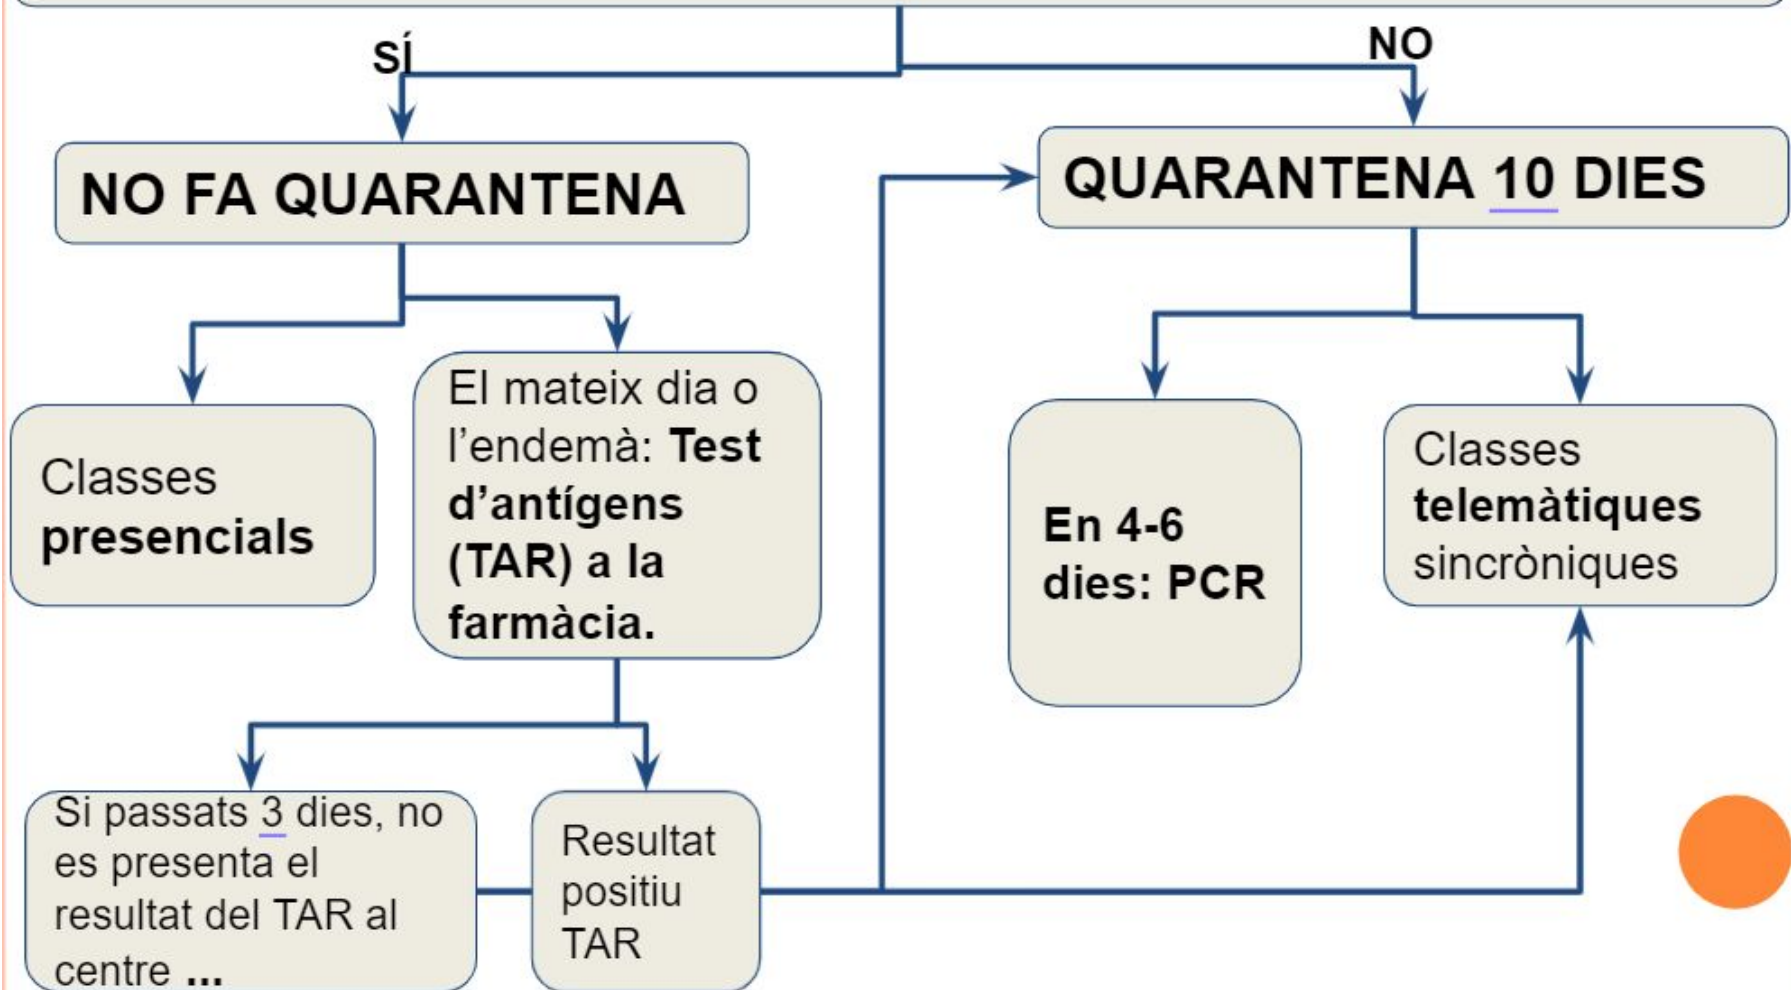 SÍ
NO
NO FA QUARANTENA
QUARANTENA 10 DIES
Classes
presencials
El mateix dia o
l’endemà: Test
d’antígens
(TAR) a la
farmàcia.
En 4-6
dies: PCR
Classes
telemàtiques
sincròniques
Si passats 3 dies, no
es presenta el
resultat del TAR al
centre ...
Resultat
positiu
TAR